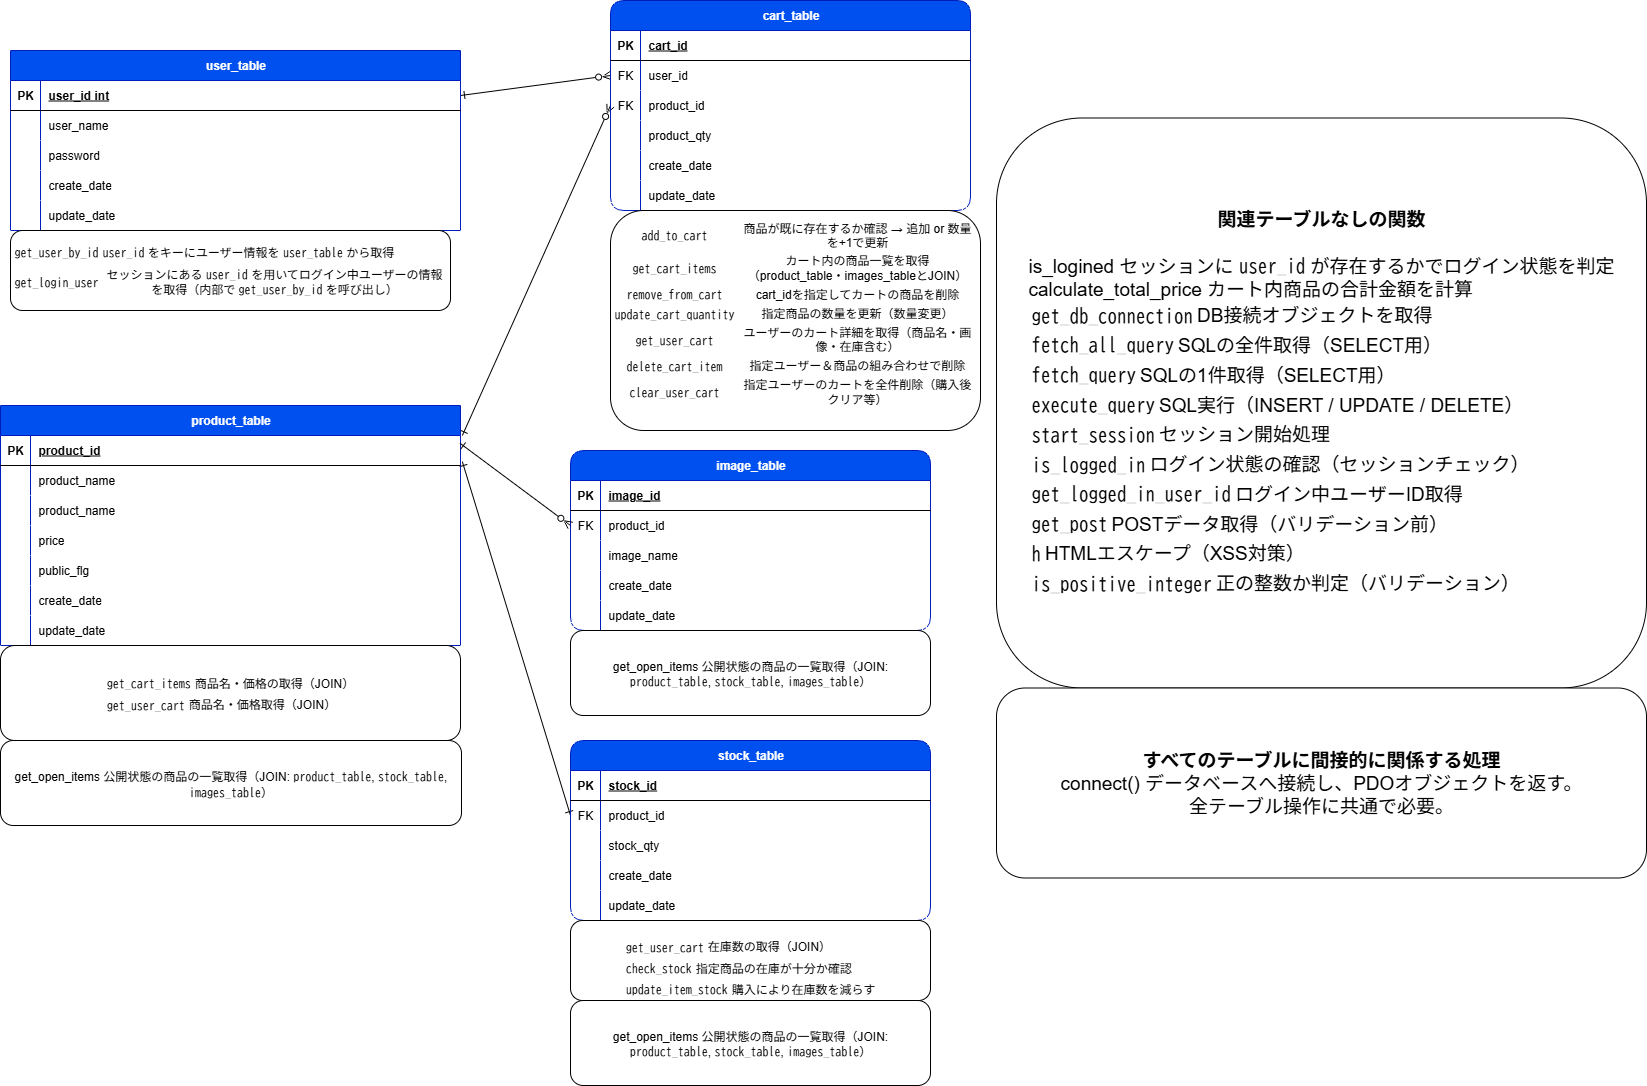 user_table
PK user_id int
user_name
password
create_date
update_date
get_user_by_id user_id をキーにユーザー情報を user_table から取得
get_login_user セッションにある user_id を用いてログイン中ユーザーの情報
を取得（内部で get_user_by_id を呼び出し）
cart_table
PK cart_id
FK user_id
FK product_id
product_qty
create_date
update_date
add_to_cart 商品が既に存在するか確認 → 追加 or 数量
を+1で更新
get_cart_items カート内の商品一覧を取得
（product_table・images_tableとJOIN）
remove_from_cart cart_idを指定してカートの商品を削除
update_cart_quantity 指定商品の数量を更新（数量変更）
get_user_cart ユーザーのカート詳細を取得（商品名・画
像・在庫含む）
delete_cart_item 指定ユーザー＆商品の組み合わせで削除
clear_user_cart 指定ユーザーのカートを全件削除（購入後
クリア等）
product_table
PK product_id
product_name
product_name
price
public_flg
create_date
update_date
get_cart_items 商品名・価格の取得（JOIN）
get_user_cart 商品名・価格取得（JOIN）
get_open_items 公開状態の商品の一覧取得（JOIN: product_table, stock_table,
images_table）
image_table
PK image_id
FK product_id
image_name
create_date
update_date
get_open_items 公開状態の商品の一覧取得（JOIN:
product_table, stock_table, images_table）
stock_table
PK stock_id
FK product_id
stock_qty
create_date
update_date
get_user_cart 在庫数の取得（JOIN）
check_stock 指定商品の在庫が十分か確認
update_item_stock 購入により在庫数を減らす
get_open_items 公開状態の商品の一覧取得（JOIN:
product_table, stock_table, images_table）
関連テーブルなしの関数
is_logined セッションに user_id が存在するかでログイン状態を判定
calculate_total_price カート内商品の合計金額を計算
get_db_connection DB接続オブジェクトを取得
fetch_all_query SQLの全件取得（SELECT用）
fetch_query SQLの1件取得（SELECT用）
execute_query SQL実行（INSERT / UPDATE / DELETE）
start_session セッション開始処理
is_logged_in ログイン状態の確認（セッションチェック）
get_logged_in_user_id ログイン中ユーザーID取得
get_post POSTデータ取得（バリデーション前）
h HTMLエスケープ（XSS対策）
is_positive_integer 正の整数か判定（バリデーション）
すべてのテーブルに間接的に関係する処理
connect() データベースへ接続し、PDOオブジェクトを返す。
全テーブル操作に共通で必要。